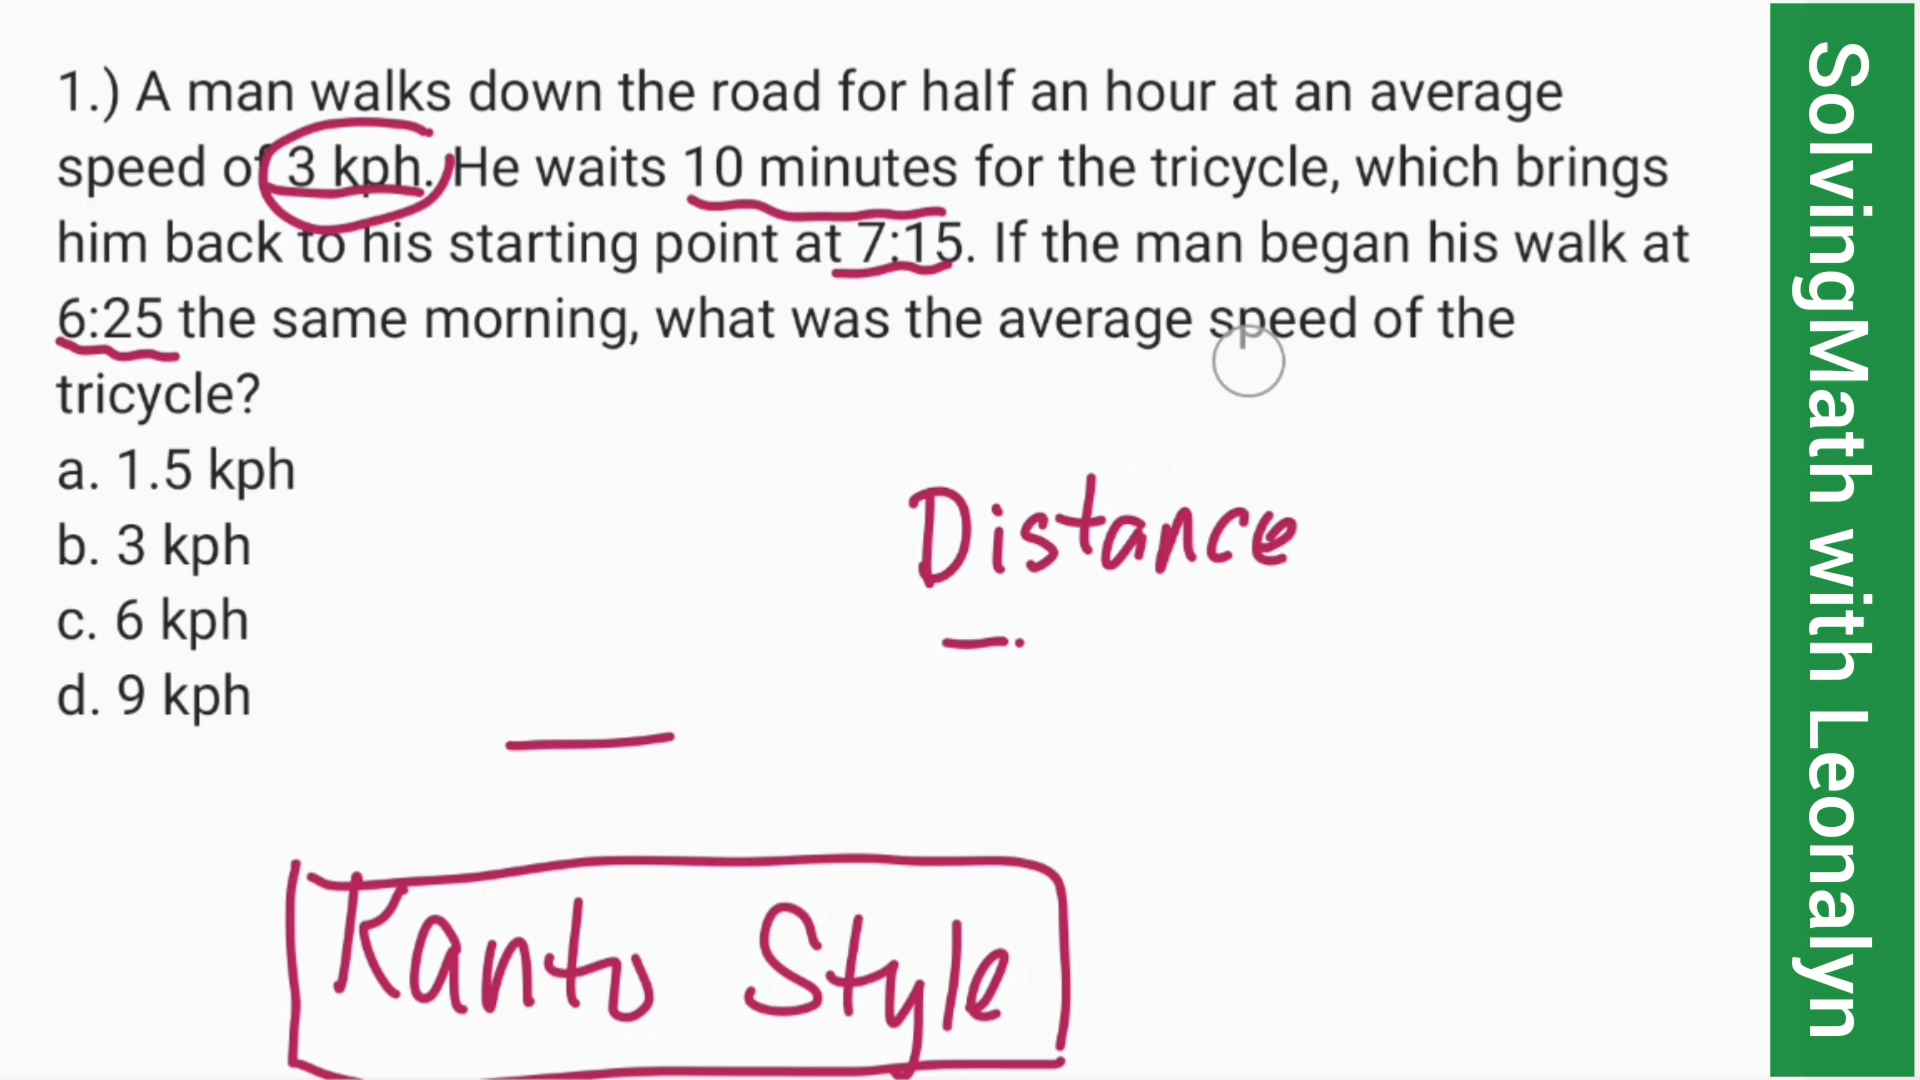 1.) A man walks down the road for half an hour at an average
speed of 3 kph. He waits 10 minutes for the tricycle, which brings
him back to his starting point at 7:15. If the man began his walk at
6:25 the same morning, what was the average speed of the
tricycle?
a. 1.5 kph
b. 3 kph
c. 6 kph
d. 9 kph
Distance
Kanto Style
SolvingMath with Leonalyn